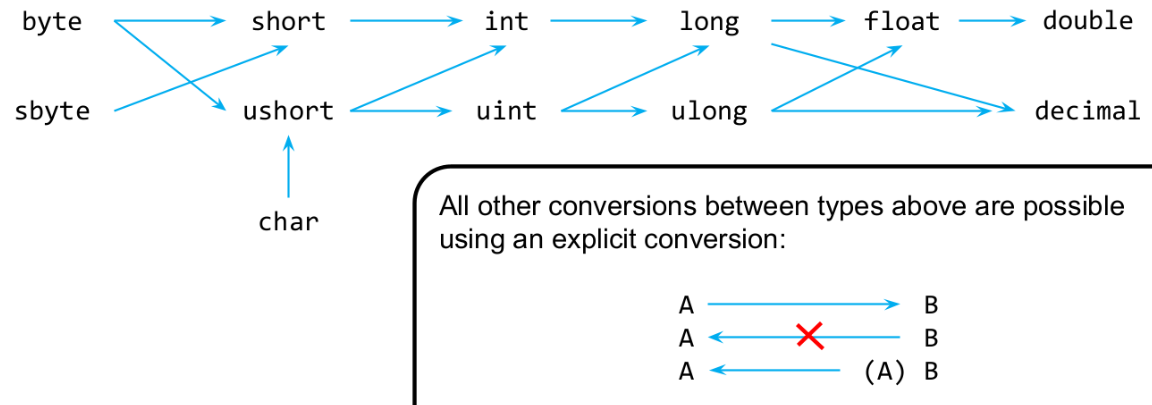 byte short int long float double
sbyte ushort uint ulong decimal
char
All other conversions between types above are possible
using an explicit conversion:
A B
A B
A (A) B